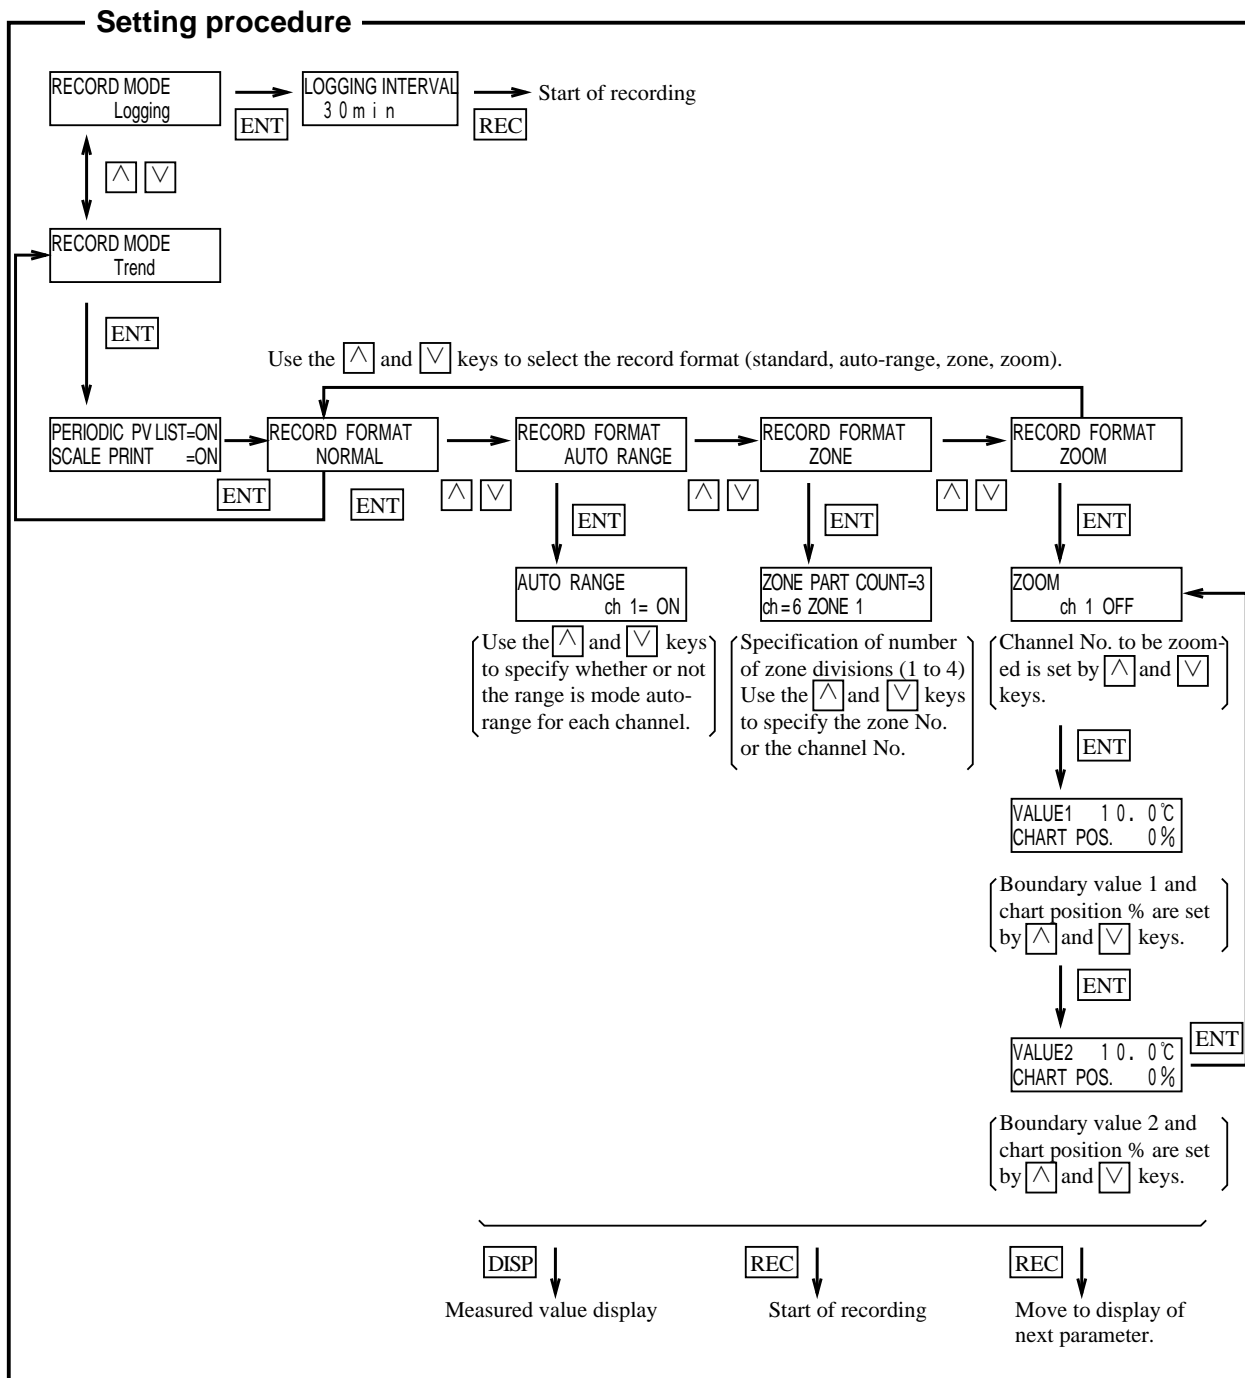 Setting procedure
RECORD MODE
Logging
ENT
LOGGING INTERVAL
30min
REC
Start of recording
∧ ∨
RECORD MODE
Trend
ENT
Use the ∧ and ∨ keys to select the record format (standard, auto-range, zone, zoom).
PERIODIC PV LIST=ON
SCALE PRINT =ON
ENT
RECORD FORMAT
NORMAL
ENT
∧ ∨
RECORD FORMAT
AUTO RANGE
∧ ∨
RECORD FORMAT
ZONE
∧ ∨
RECORD FORMAT
ZOOM
ENT
ENT
ENT
AUTO RANGE
ch 1= ON
Use the ∧ and ∨ keys
to specify whether or not
the range is mode auto-
range for each channel.
ZONE PART COUNT=3
ch=6 ZONE 1
Specification of number
of zone divisions (1 to 4)
Use the ∧ and ∨ keys
to specify the zone No.
or the channel No.
ZOOM
ch 1 OFF
Channel No. to be zoom-
ed is set by ∧ and ∨
keys.
ENT
VALUE1 10. 0℃
CHART POS. 0%
Boundary value 1 and
chart position % are set
by ∧ and ∨ keys.
ENT
VALUE2 10. 0℃
CHART POS. 0%
ENT
Boundary value 2 and
chart position % are set
by ∧ and ∨ keys.
DISP
Measured value display
REC
Start of recording
REC
Move to display of
next parameter.